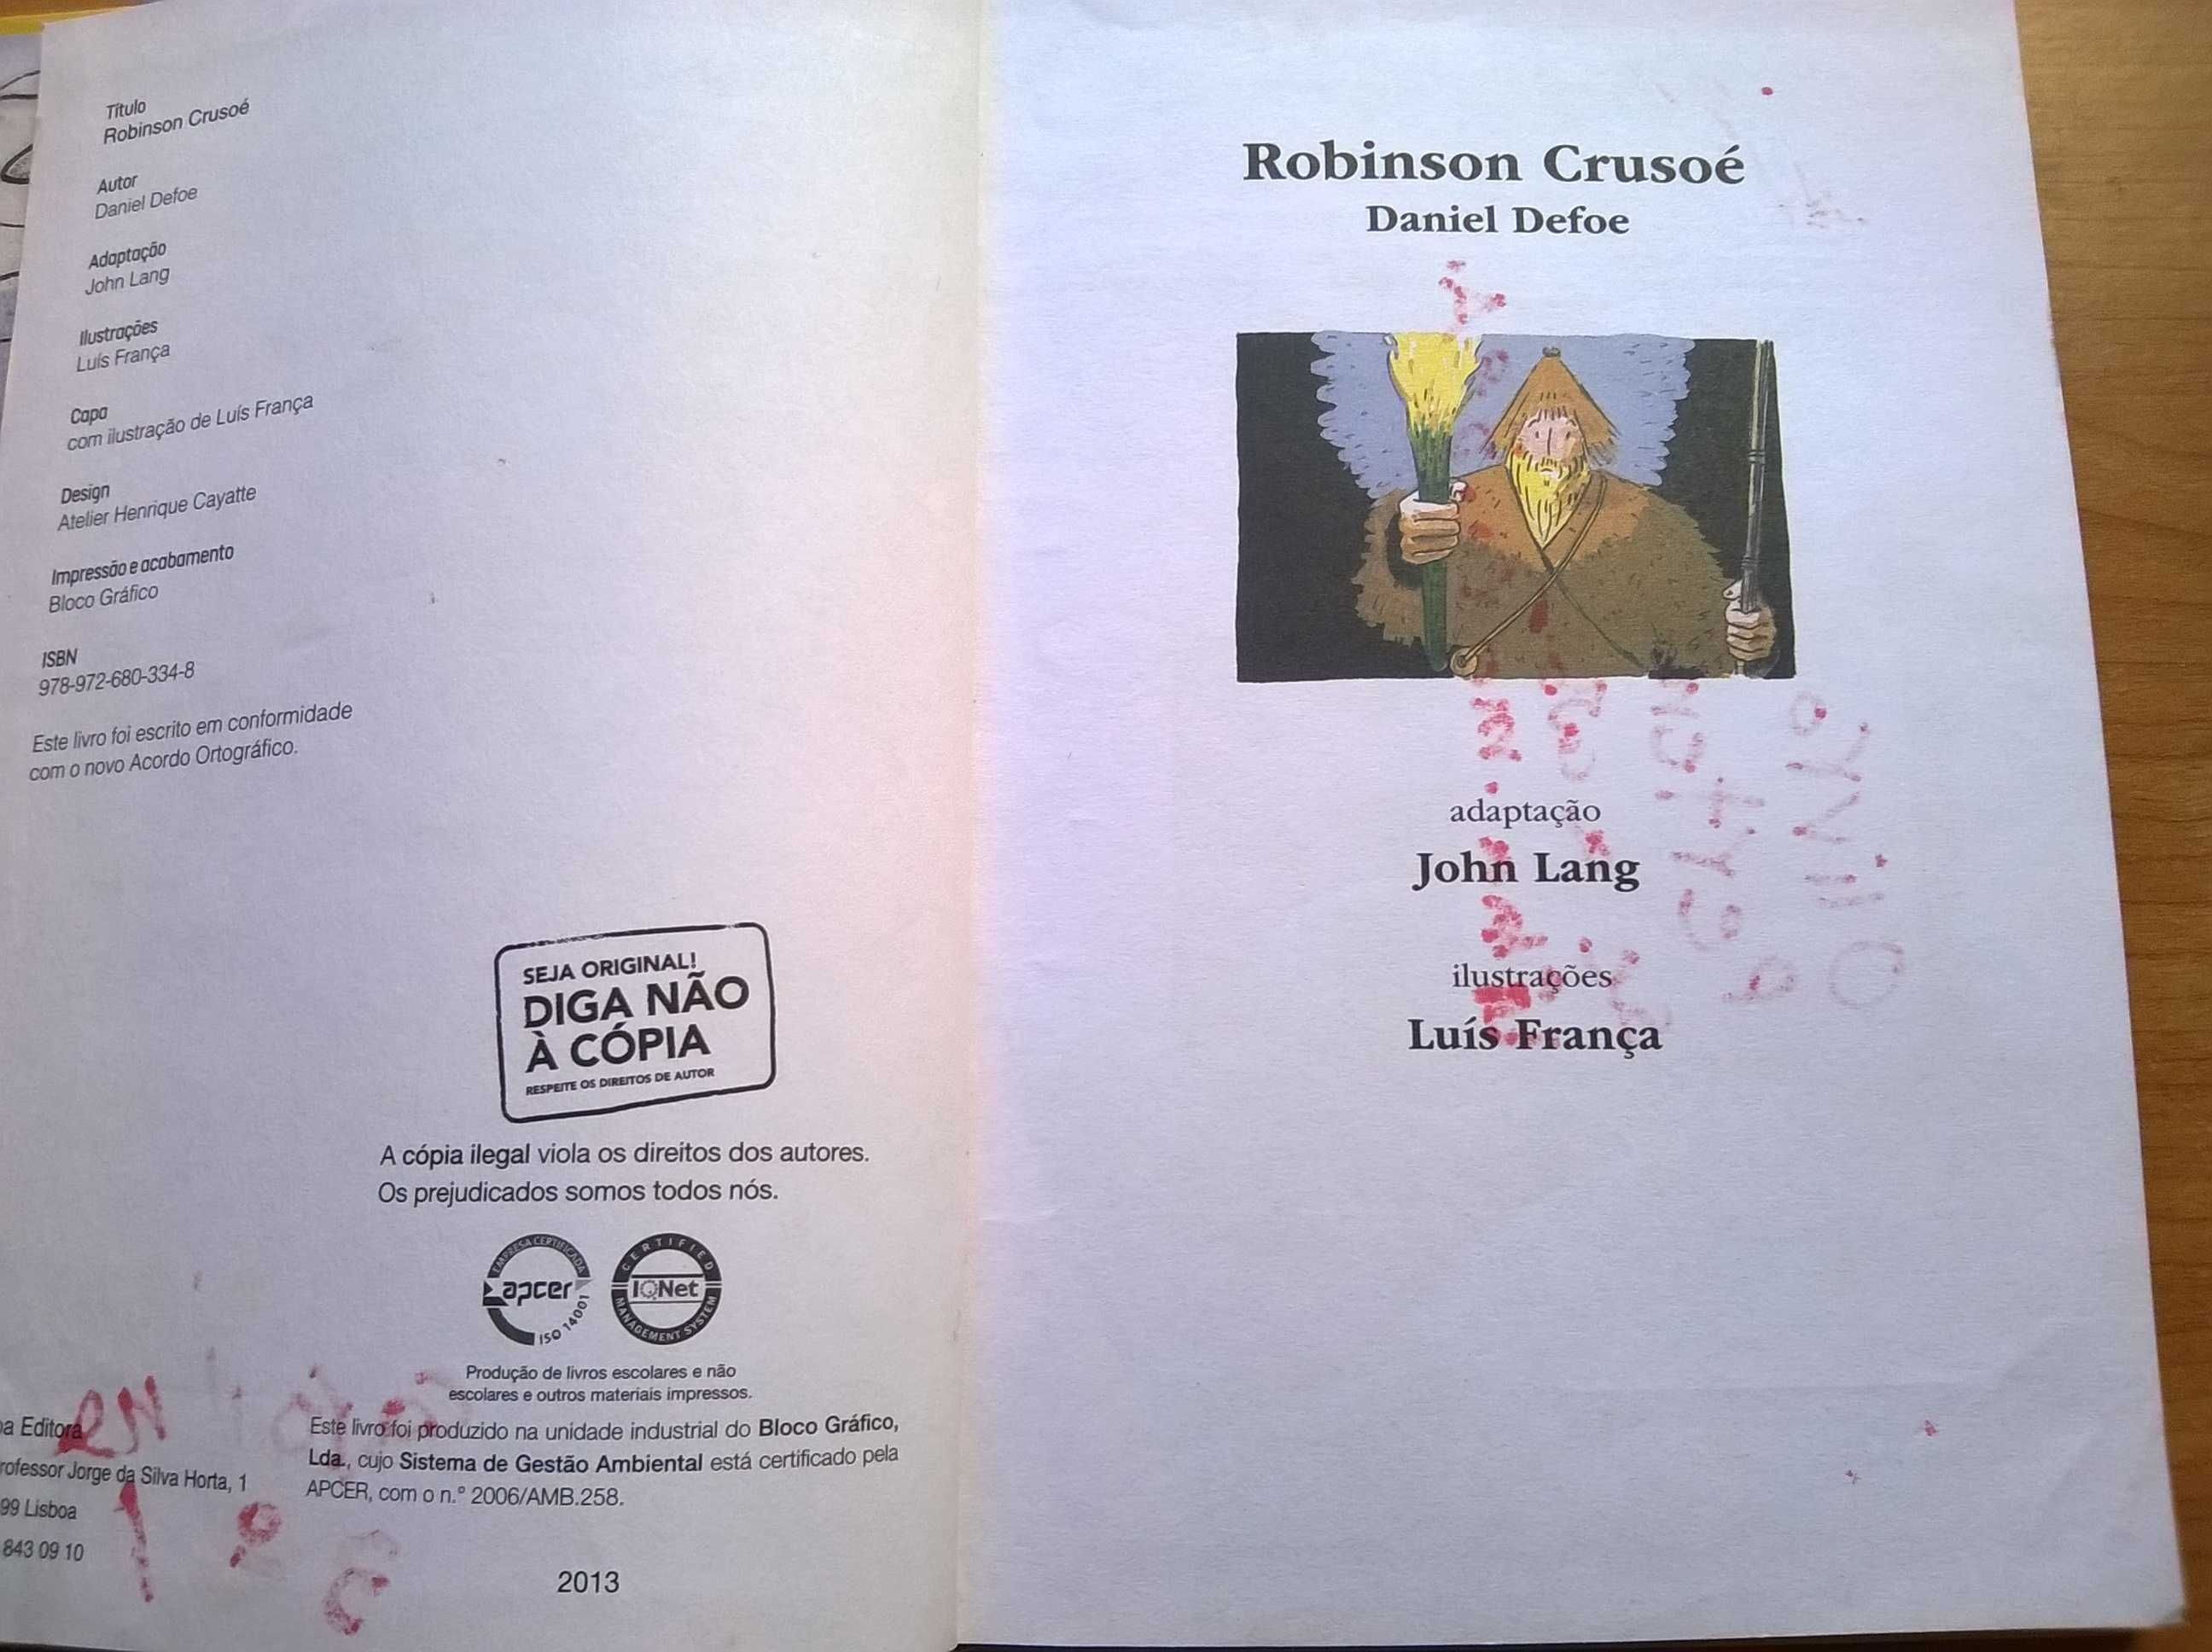 Título
Robinson Crusoé
Autor
Daniel Defoe
Adaptação
John Lang
Ilustrações
Luís França
Capa
com ilustração de Luís França
Design
Atelier Henrique Cayatte
Impressão e acabamento
Bloco Gráfico
ISBN
978-972-680-334-8
Este livro foi escrito em conformidade
com o novo Acordo Ortográfico.
SEJA ORIGINAL!
DIGA NÃO
À CÓPIA
RESPEITE OS DIREITOS DE AUTOR
A cópia ilegal viola os direitos dos autores.
Os prejudicados somos todos nós.
EMPRESA CERTIFICADA
apcer
ISO 14001
CERTIFIED
IQNet
MANAGEMENT SYSTEM
Produção de livros escolares e não
escolares e outros materiais impressos.
Editora
Jorge da Silva Horta, 1
99 Lisboa
843 09 10
Este livro foi produzido na unidade industrial do Bloco Gráfico,
Lda., cujo Sistema de Gestão Ambiental está certificado pela
APCER, com o n.º 2006/AMB.258.
2013
Robinson Crusoé
Daniel Defoe
adaptação
John Lang
ilustrações
Luís França